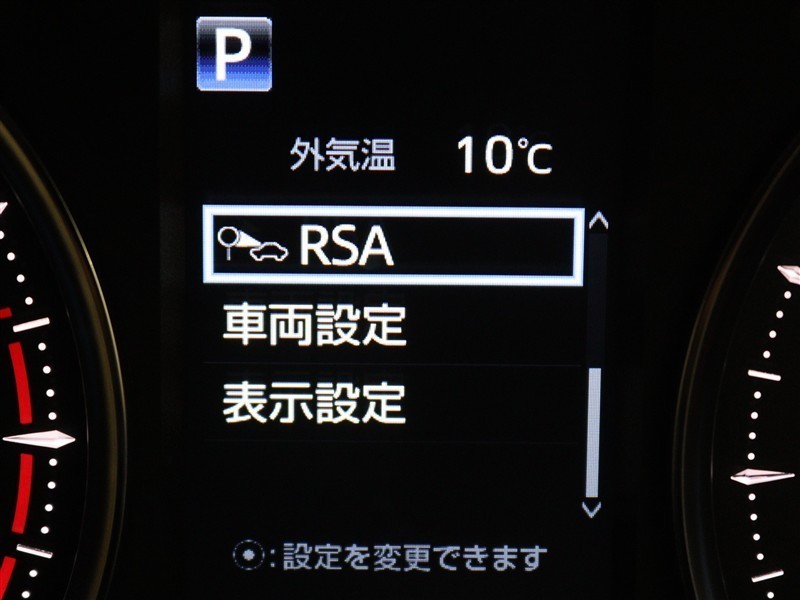 P
外気温 10℃
RSA
車両設定
表示設定
:設定を変更できます